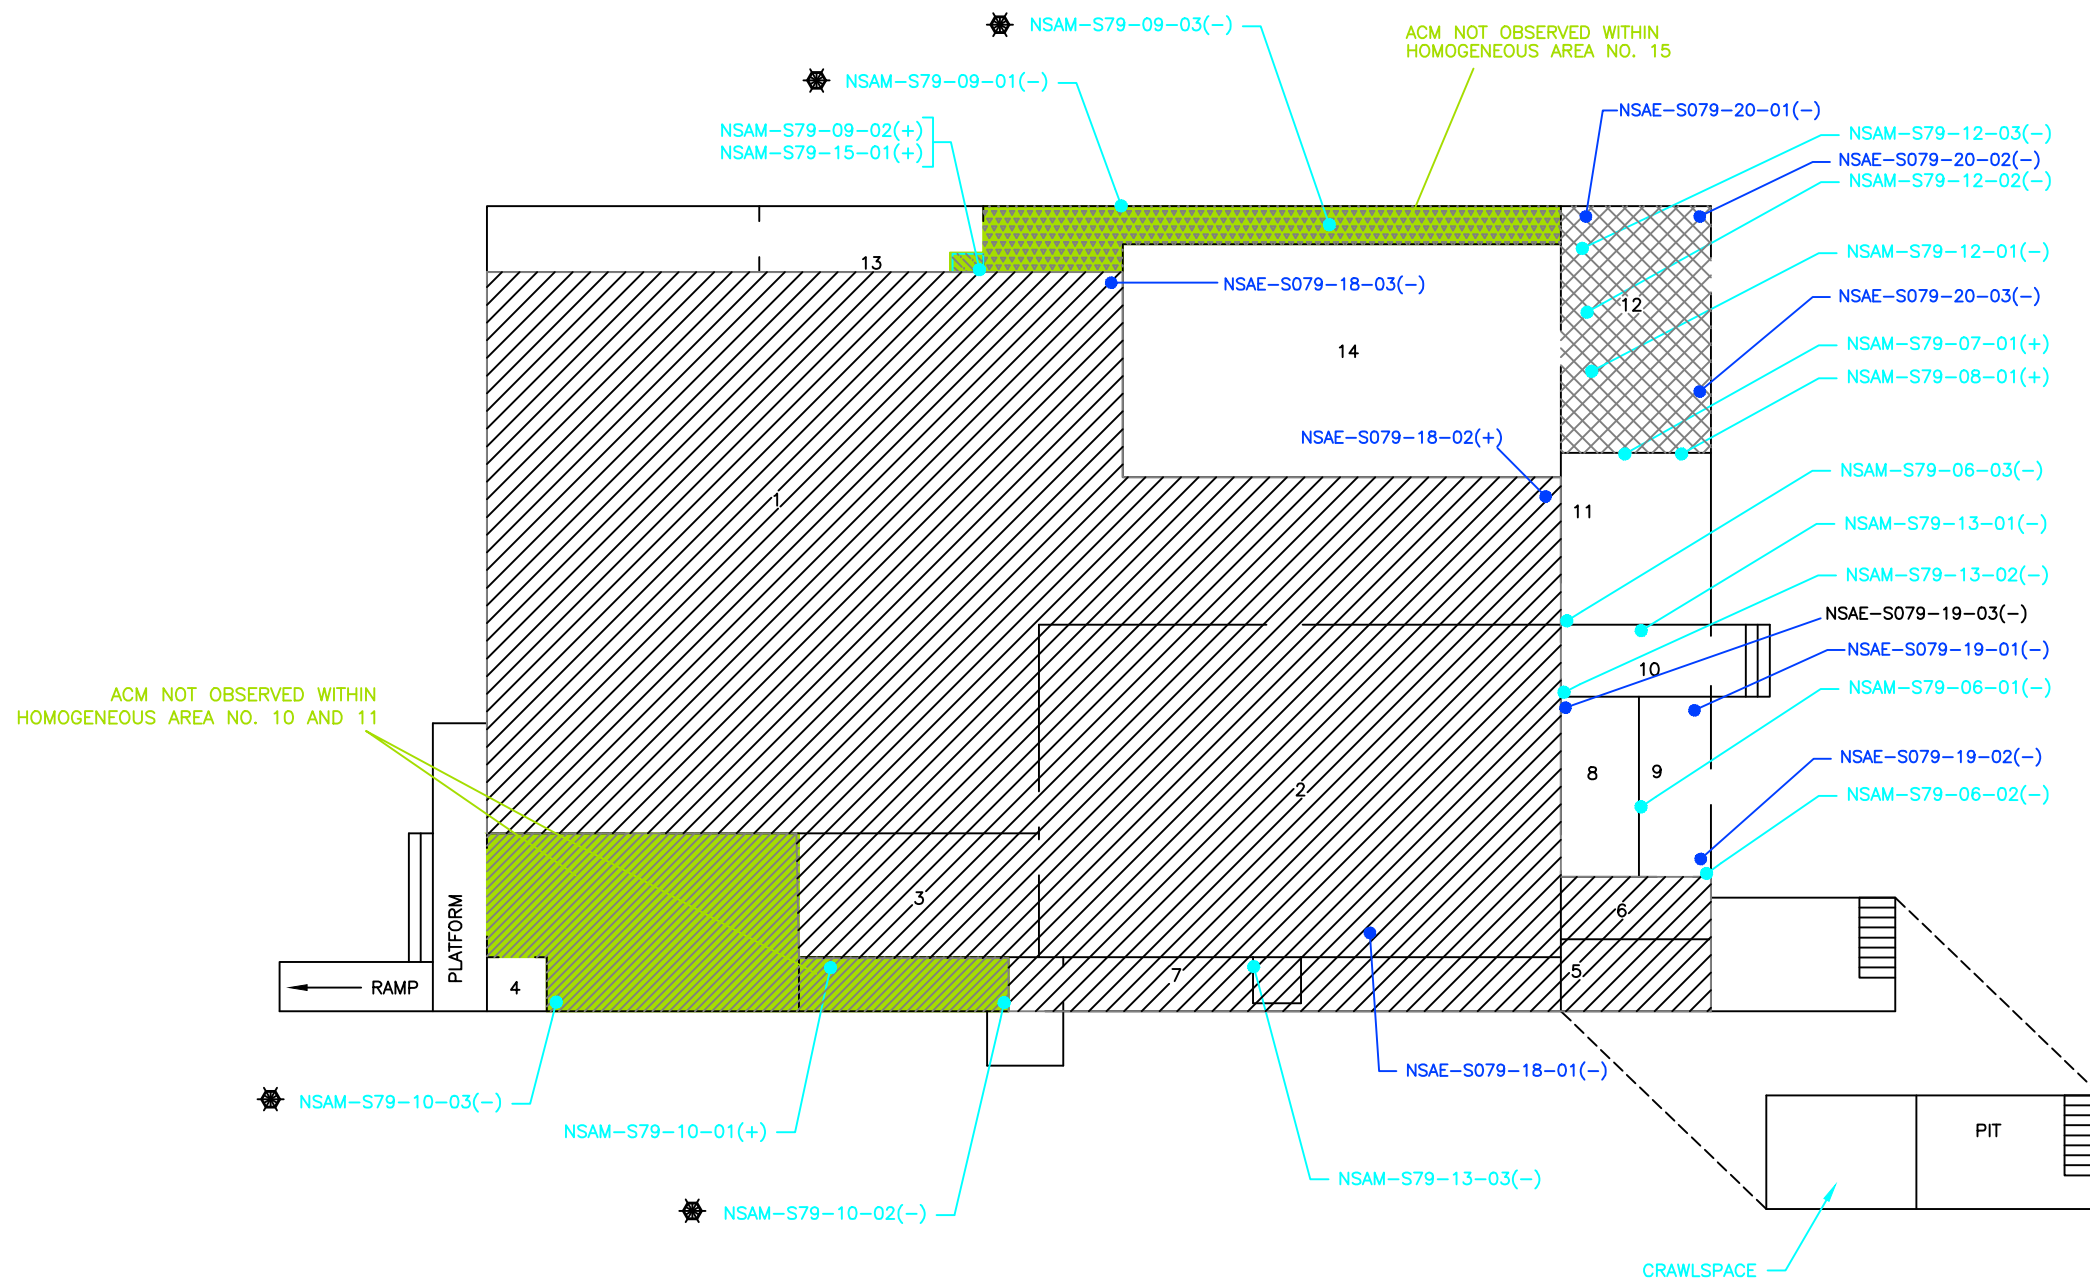 NSAM-S79-09-03(-)
ACM NOT OBSERVED WITHIN
HOMOGENEOUS AREA NO. 15
NSAM-S79-09-01(-)
NSAE-S079-20-01(-)
NSAM-S79-09-02(+)
NSAM-S79-15-01(+)
NSAM-S79-12-03(-)
NSAE-S079-20-02(-)
NSAM-S79-12-02(-)
NSAM-S79-12-01(-)
13
NSAE-S079-18-03(-)
NSAE-S079-20-03(-)
12
14
NSAM-S79-07-01(+)
NSAM-S79-08-01(+)
NSAE-S079-18-02(+)
NSAM-S79-06-03(-)
1
11
NSAM-S79-13-01(-)
NSAM-S79-13-02(-)
NSAE-S079-19-03(-)
NSAE-S079-19-01(-)
10
NSAM-S79-06-01(-)
ACM NOT OBSERVED WITHIN
HOMOGENEOUS AREA NO. 10 AND 11
NSAE-S079-19-02(-)
8
9
2
NSAM-S79-06-02(-)
3
6
PLATFORM
5
7
RAMP
4
NSAE-S079-18-01(-)
NSAM-S79-10-03(-)
NSAM-S79-10-01(+)
PIT
NSAM-S79-13-03(-)
NSAM-S79-10-02(-)
CRAWLSPACE